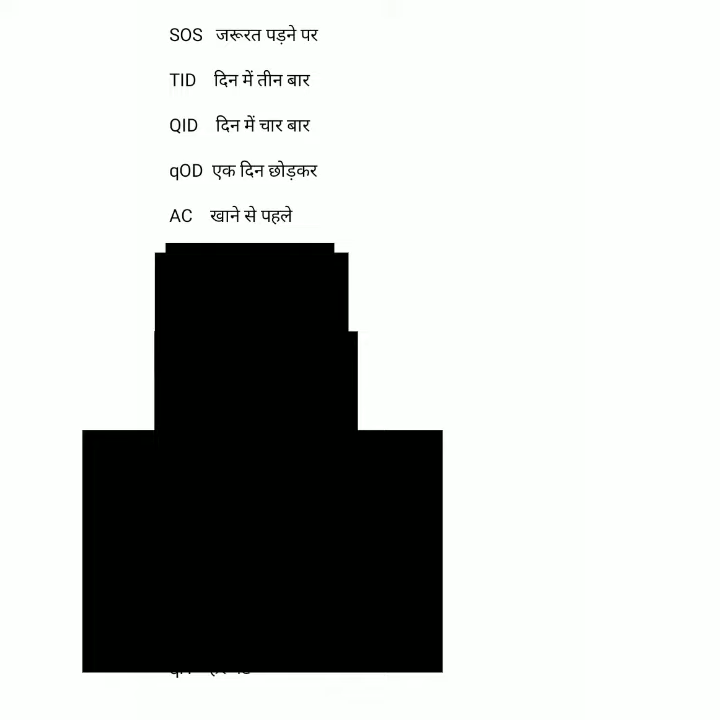 SOS जरूरत पड़ने पर
TID दिन में तीन बार
QID दिन में चार बार
qOD एक दिन छोड़कर
AC खाने से पहले